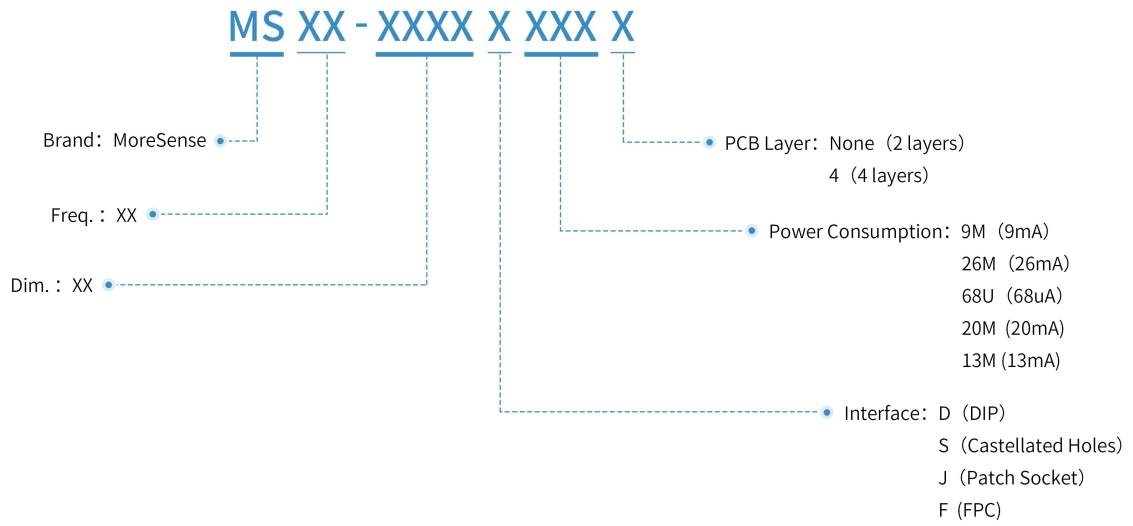 MS XX - XXXX X XXX X
Brand：MoreSense
Freq.：XX
Dim.：XX
PCB Layer：None（2 layers）
4（4 layers）
Power Consumption：9M（9mA）
26M（26mA）
68U（68uA）
20M (20mA)
13M (13mA)
Interface：D（DIP）
S（Castellated Holes）
J（Patch Socket）
F (FPC)